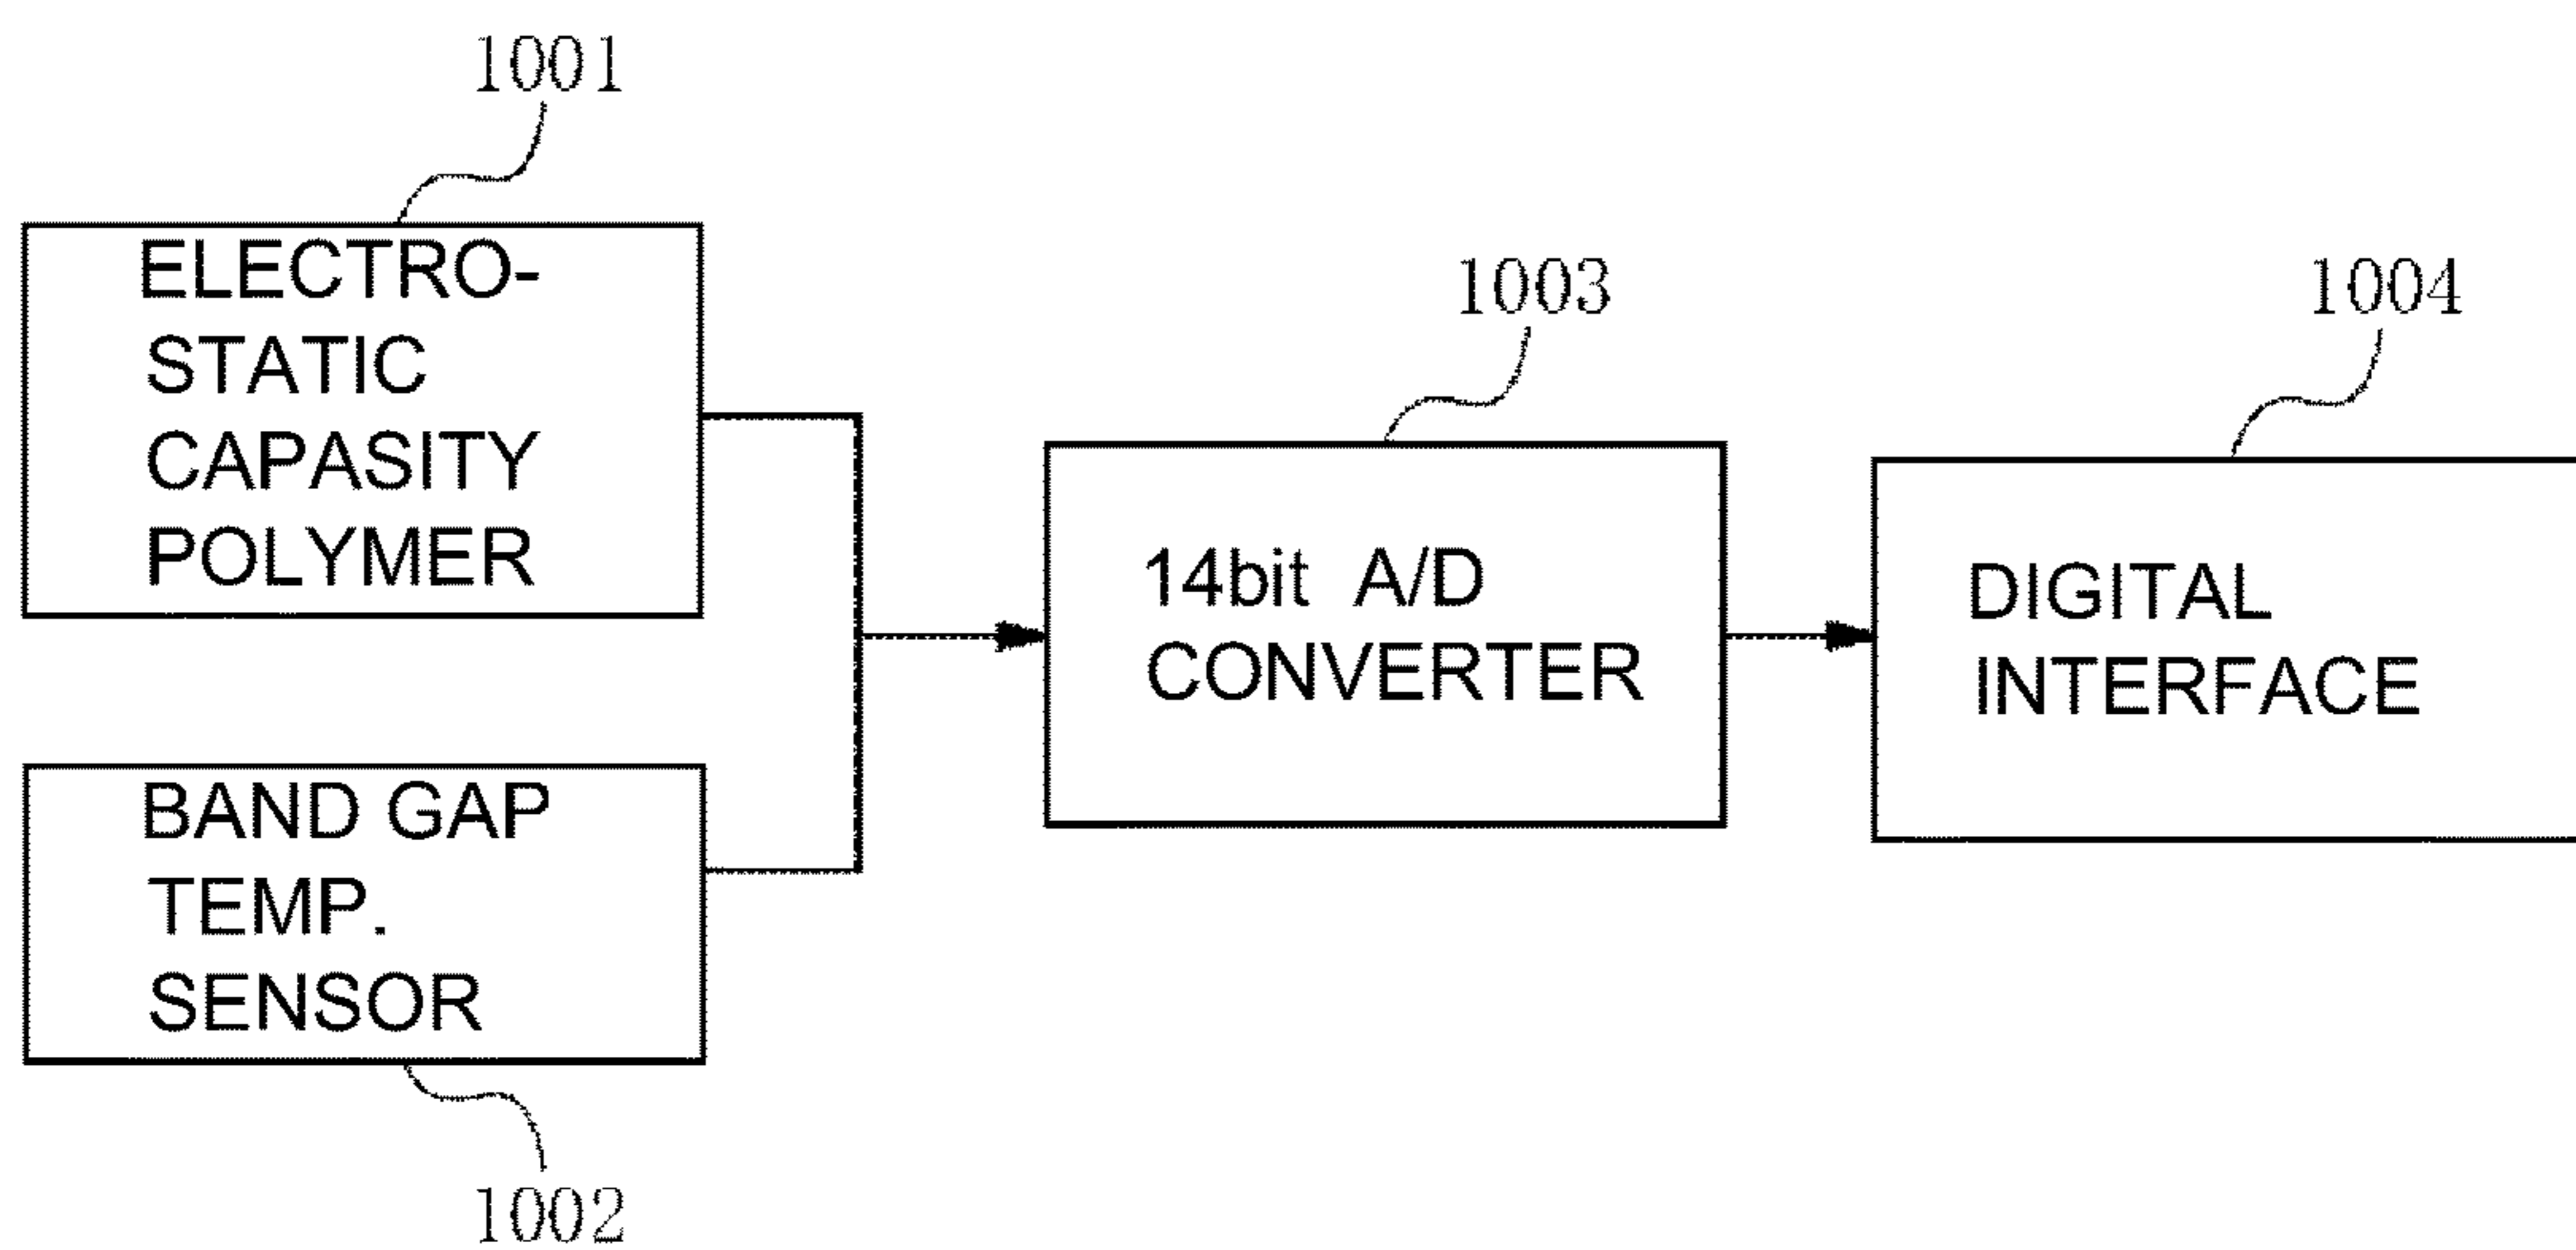 1001
ELECTRO-
STATIC
CAPASITY
POLYMER
BAND GAP
TEMP.
SENSOR
1002
1003
14bit A/D
CONVERTER
1004
DIGITAL
INTERFACE